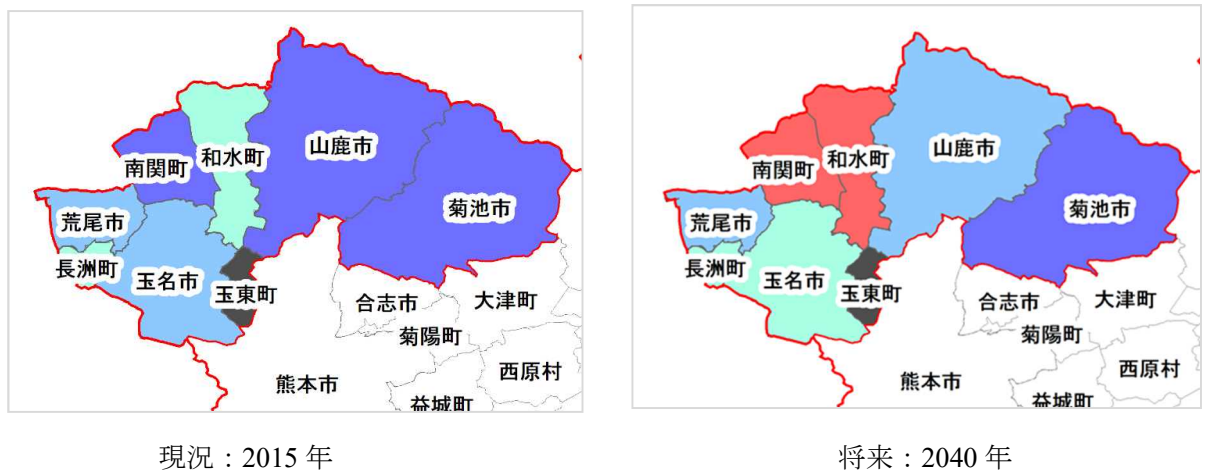 山鹿市
和水町
南関町
菊池市
荒尾市
長洲町
玉名市
玉東町
合志市
大津町
菊陽町
西原村
熊本市
益城町
現況：2015 年
山鹿市
和水町
南関町
菊池市
荒尾市
長洲町
玉名市
玉東町
合志市
大津町
菊陽町
西原村
熊本市
益城町
将来：2040 年